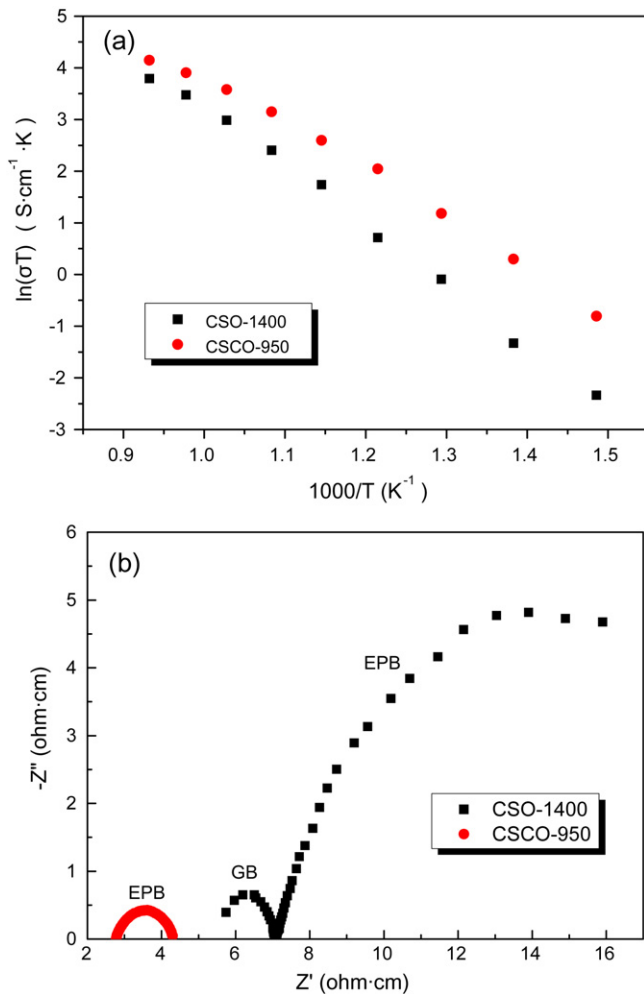 (a)
5
4
3
2
1
0
-1
-2
-3
ln(σT) ( S·cm⁻¹ ·K)
CSO-1400
CSCO-950
0.9 1.0 1.1 1.2 1.3 1.4 1.5
1000/T (K⁻¹ )
(b)
6
5
4
3
2
1
0
-Z" (ohm·cm)
EPB
GB
EPB
CSO-1400
CSCO-950
2 4 6 8 10 12 14 16
Z' (ohm·cm)